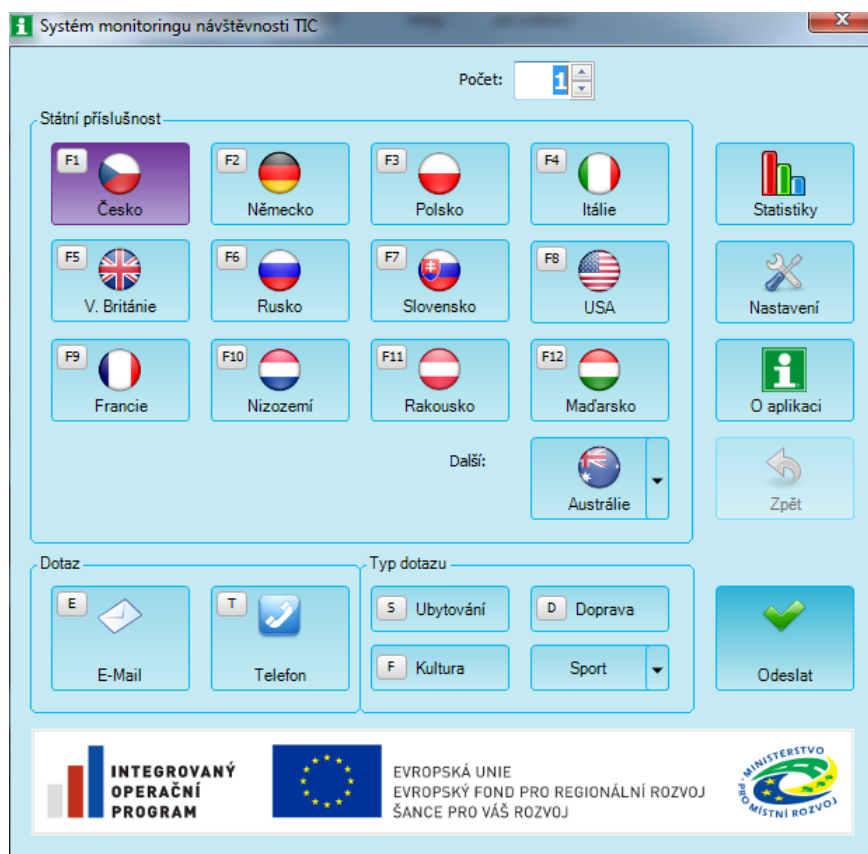 Systém monitoringu návštěvnosti TIC
x
Počet: 1
Státní příslušnost
F1 F2 F3 F4
Česko Německo Polsko Itálie Statistiky
F5 F6 F7 F8
V. Británie Rusko Slovensko USA Nastavení
F9 F10 F11 F12
Francie Nizozemí Rakousko Maďarsko O aplikaci
Další:
Austrálie Zpět
Dotaz Typ dotazu
E T S Ubytování D Doprava
F Kultura Sport
E-Mail Telefon Odeslat
INTEGROVANÝ
OPERAČNÍ
PROGRAM
EVROPSKÁ UNIE
EVROPSKÝ FOND PRO REGIONÁLNÍ ROZVOJ
ŠANCE PRO VÁŠ ROZVOJ
MINISTERSTVO
PRO MÍSTNÍ ROZVOJ